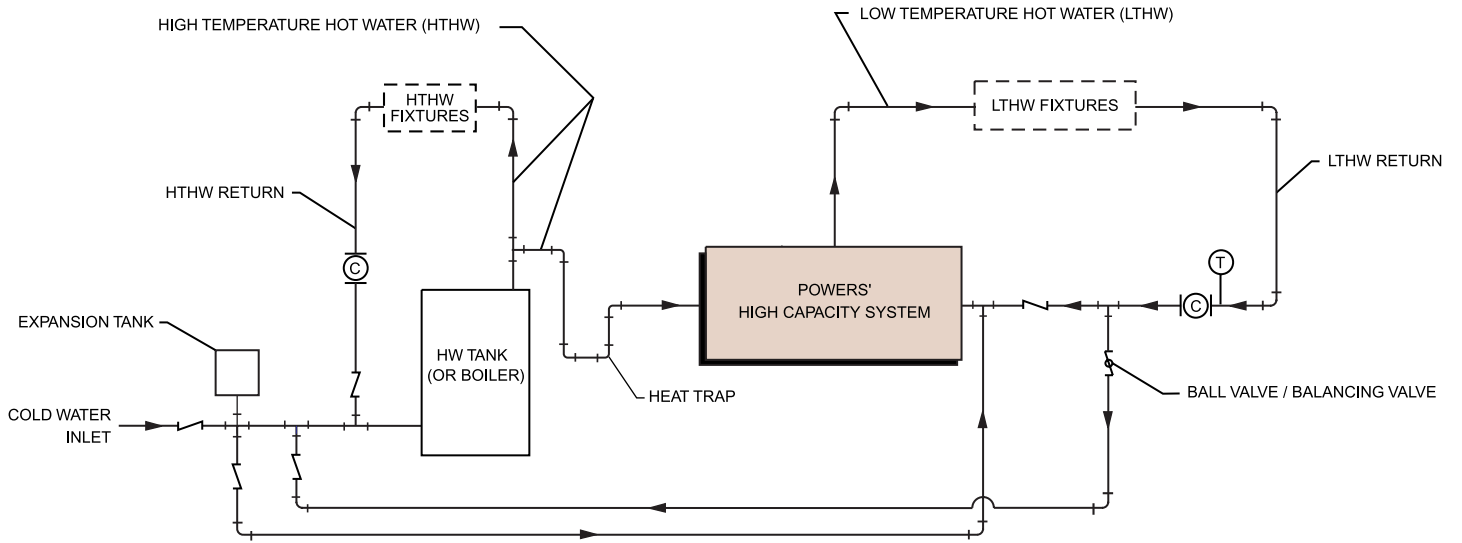 HIGH TEMPERATURE HOT WATER (HTHW)
LOW TEMPERATURE HOT WATER (LTHW)
HTHW
FIXTURES
LTHW FIXTURES
HTHW RETURN
LTHW RETURN
C
T
C
POWERS'
HIGH CAPACITY SYSTEM
EXPANSION TANK
HW TANK
(OR BOILER)
HEAT TRAP
BALL VALVE / BALANCING VALVE
COLD WATER
INLET